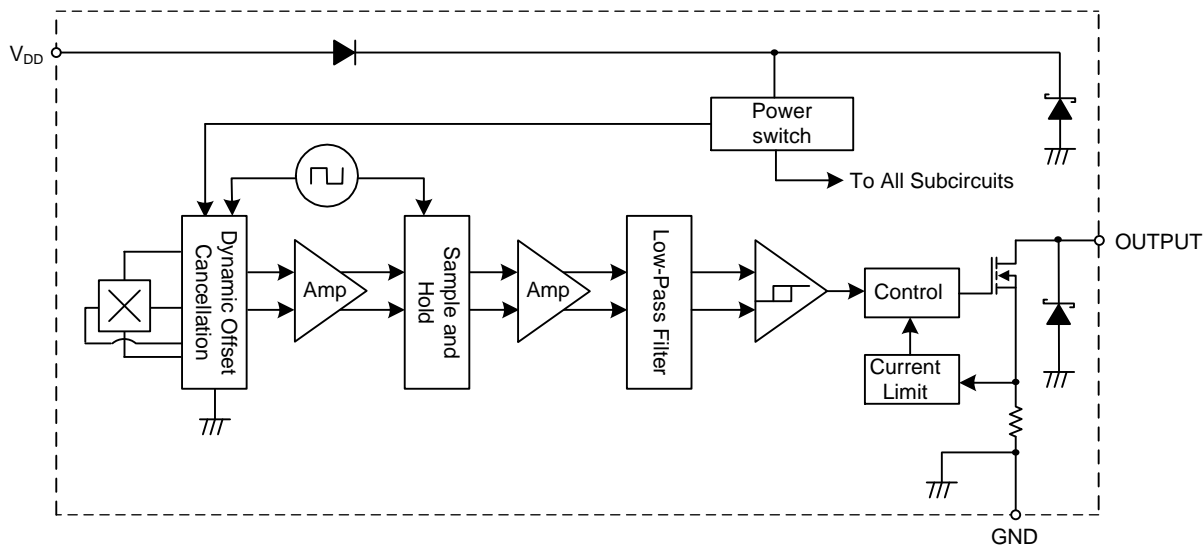 V_DD
Power
switch
To All Subcircuits
OUTPUT
Dynamic Offset
Cancellation
Amp
Sample and
Hold
Amp
Low-Pass Filter
Control
Current
Limit
GND